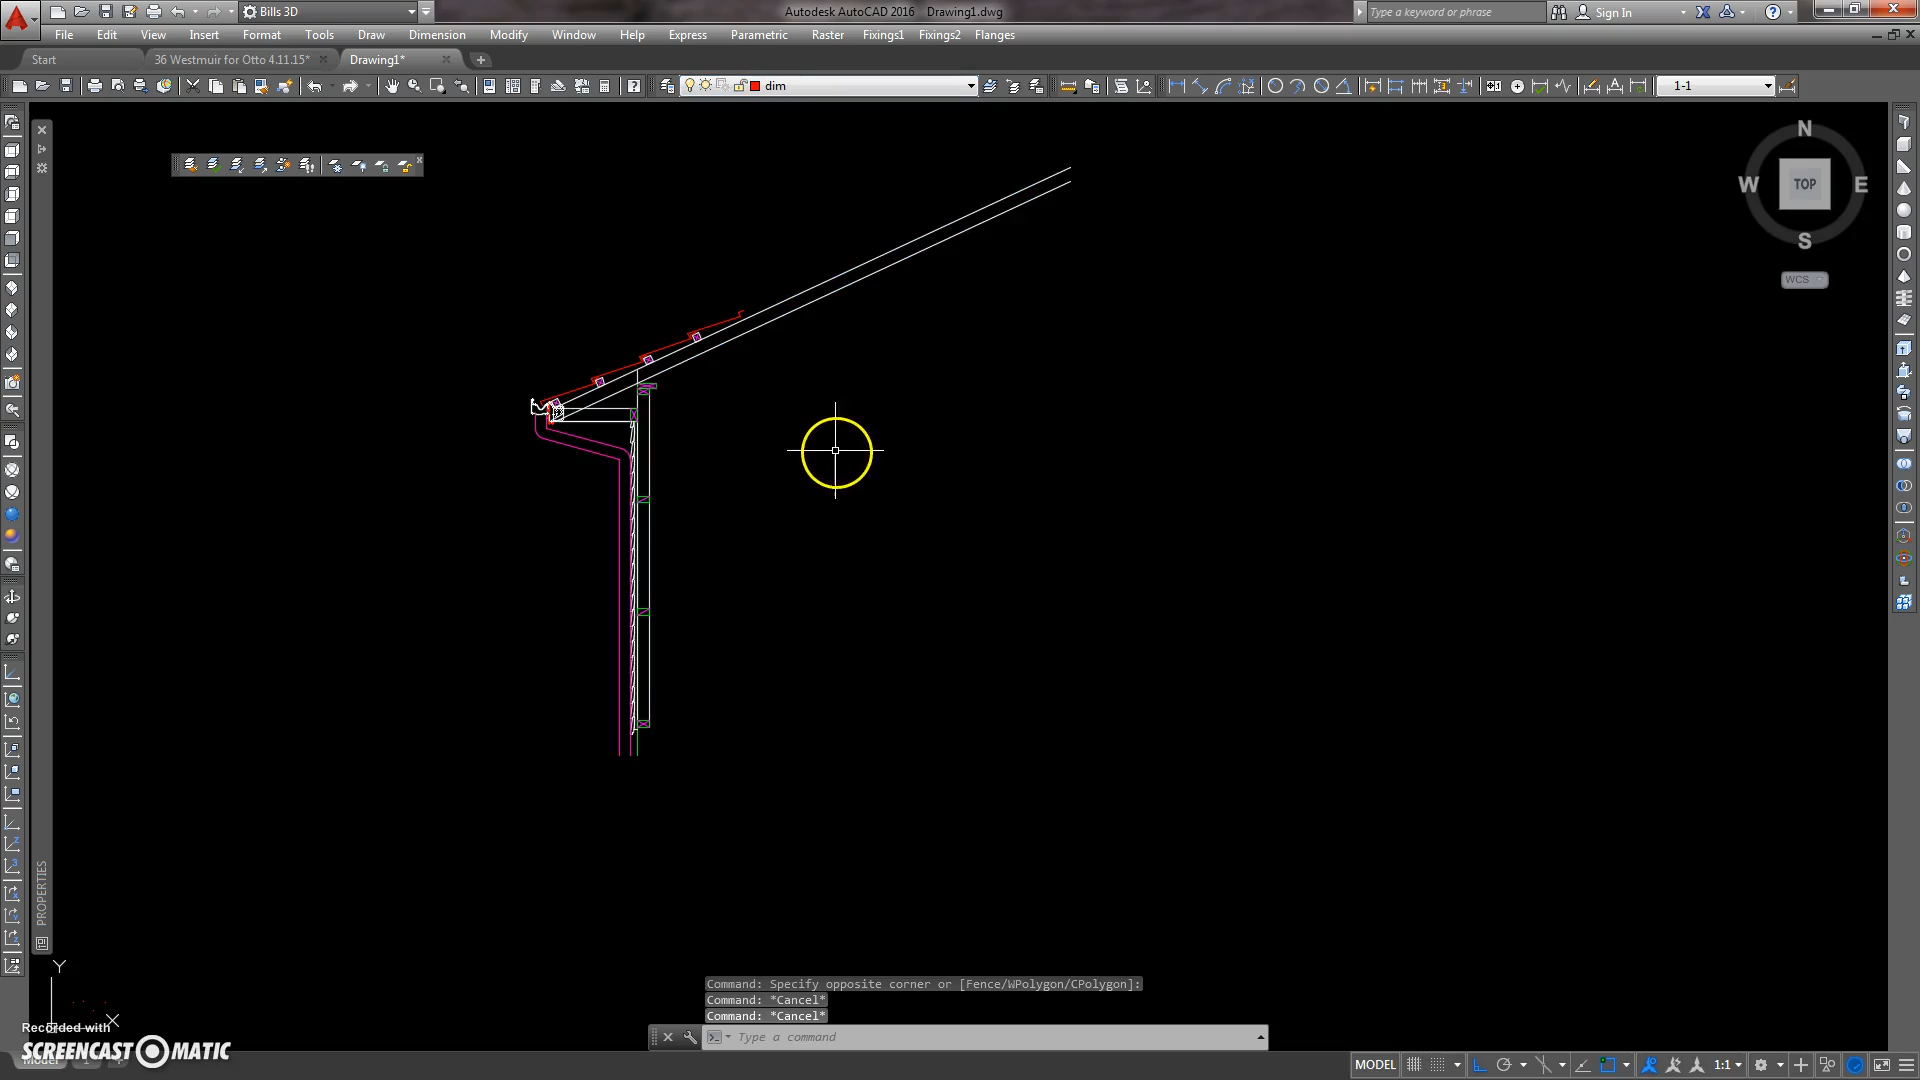 Bills 3D
Autodesk AutoCAD 2016 Drawing1.dwg
Type a keyword or phrase
Sign In
File Edit View Insert Format Tools Draw Dimension Modify Window Help Express Parametric Raster Fixings1 Fixings2 Flanges
Start
36 Westmuir for Otto 4.11.15*
Drawing1*
dim
1-1
N
W
TOP
E
S
WCS
PROPERTIES
Y
X
Command: Specify opposite corner or [Fence/WPolygon/CPolygon]:
Command: *Cancel*
Command: *Cancel*
Type a command
Recorded with
SCREENCAST MATIC
Model
MODEL
1:1